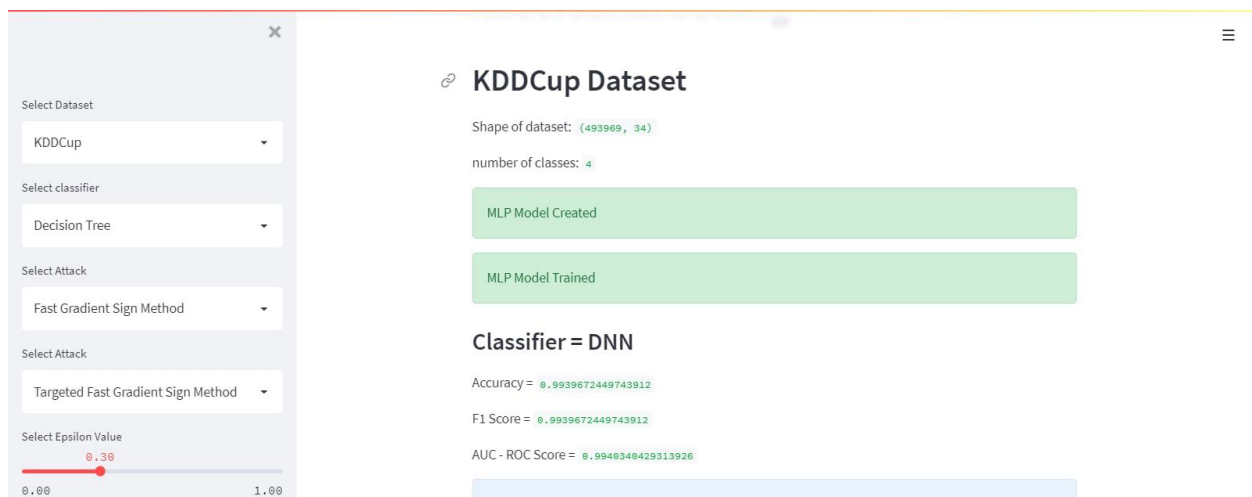 Select Dataset
KDDCup
Select classifier
Decision Tree
Select Attack
Fast Gradient Sign Method
Select Attack
Targeted Fast Gradient Sign Method
Select Epsilon Value
0.30
0.00 1.00
KDDCup Dataset
Shape of dataset: (493969, 34)
number of classes: 4
MLP Model Created
MLP Model Trained
Classifier = DNN
Accuracy = 0.9939672449743912
F1 Score = 0.9939672449743912
AUC - ROC Score = 0.9940340429313926